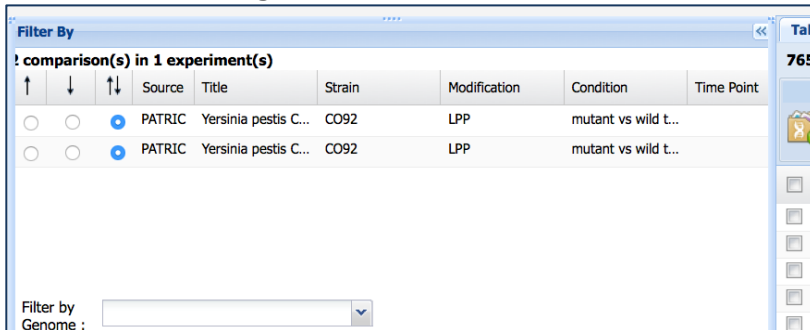 Filter By
Tal
2 comparison(s) in 1 experiment(s)
765
↑ ↓ ↑↓ Source Title Strain Modification Condition Time Point
PATRIC Yersinia pestis C... CO92 LPP mutant vs wild t...
PATRIC Yersinia pestis C... CO92 LPP mutant vs wild t...
Filter by
Genome :